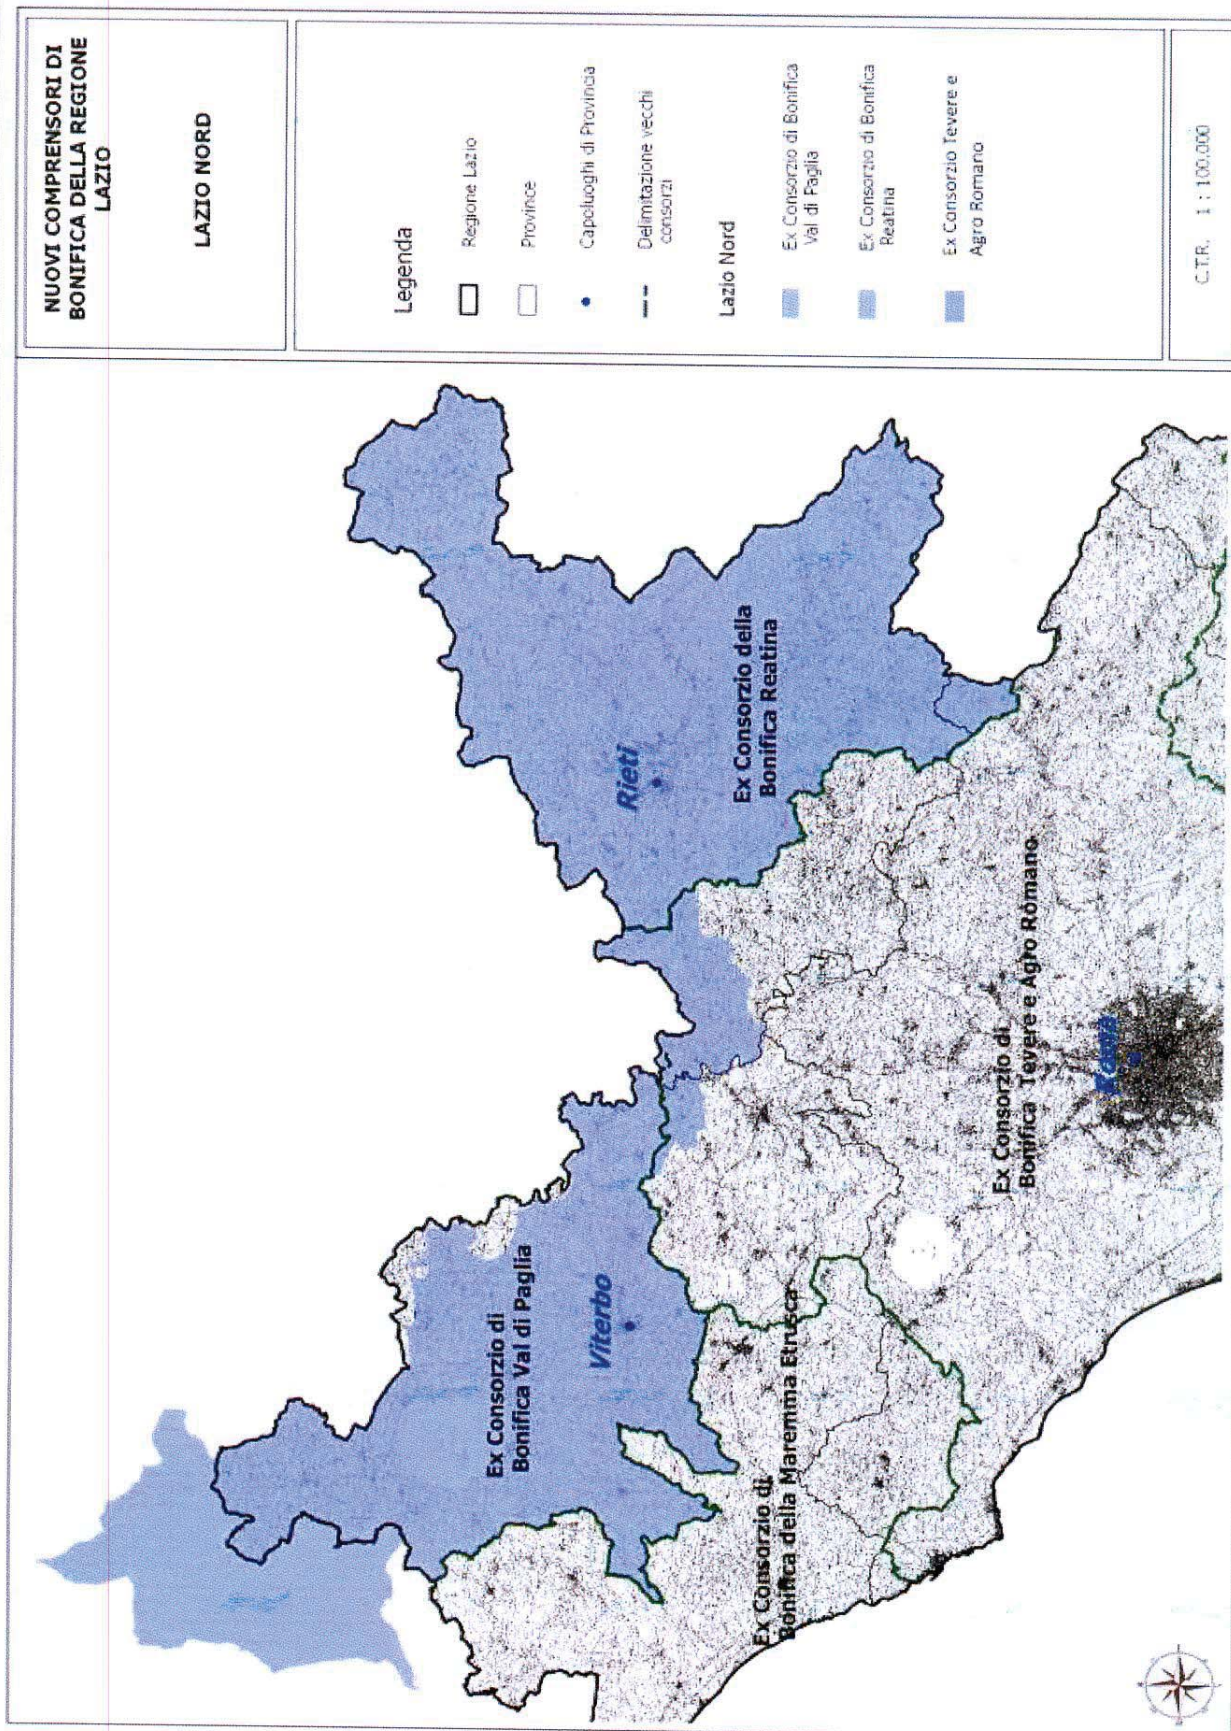 NUOVI COMPRENSORI DI
BONIFICA DELLA REGIONE
LAZIO
LAZIO NORD
Legenda
Regione Lazio
Province
Capoluoghi di Provincia
Delimitazione vecchi
consorzi
Lazio Nord
Ex Consorzio di Bonifica
Val di Paglia
Ex Consorzio di Bonifica
Reatina
Ex Consorzio Tevere e
Agro Romano
C.T.R. 1 : 100.000
Ex Consorzio di
Bonifica Val di Paglia
Viterbo
Rieti
Ex Consorzio della
Bonifica Reatina
Ex Consorzio di
Bonifica della Maremma Etrusca
Ex Consorzio di
Bonifica Tevere e Agro Romano
Roma